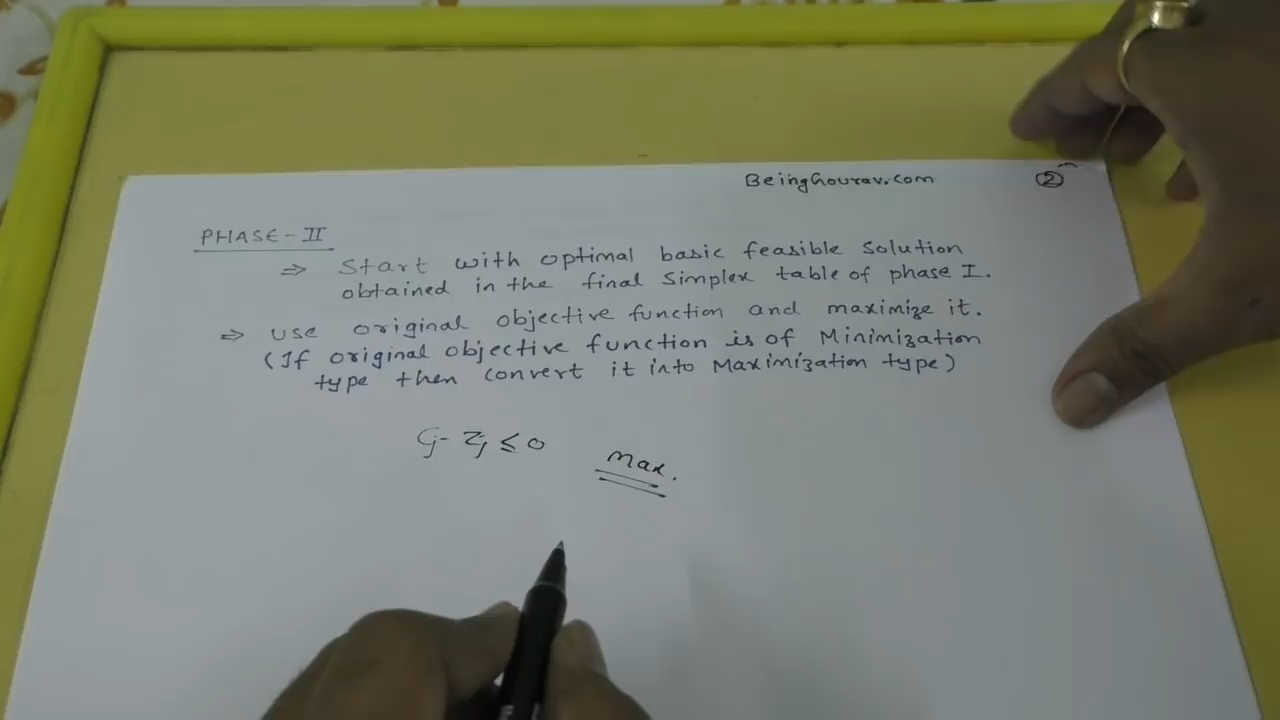 BeingGourav.com
②
PHASE-II
⇒ Start with optimal basic feasible solution
obtained in the final simplex table of phase I.
⇒ Use original objective function and maximize it.
(If original objective function is of Minimization
type then convert it into Maximization type)
Cj - Zj ≤ 0
Max.